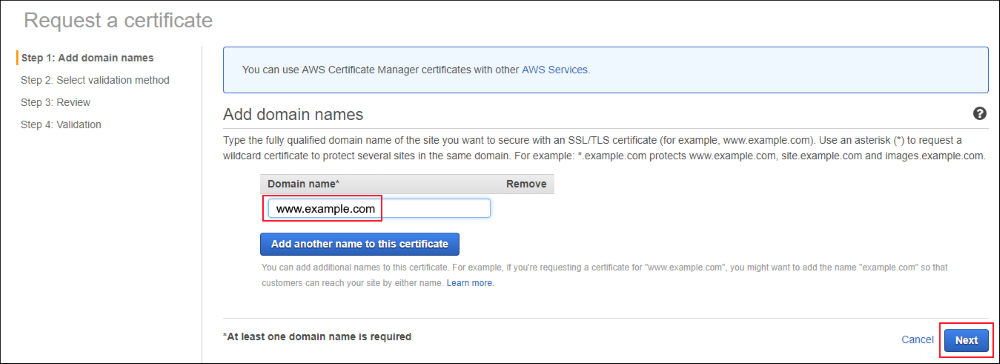 Request a certificate
Step 1: Add domain names
Step 2: Select validation method
Step 3: Review
Step 4: Validation
You can use AWS Certificate Manager certificates with other AWS Services.
Add domain names
?
Type the fully qualified domain name of the site you want to secure with an SSL/TLS certificate (for example, www.example.com). Use an asterisk (*) to request a
wildcard certificate to protect several sites in the same domain. For example: *.example.com protects www.example.com, site.example.com and images.example.com.
Domain name* Remove
www.example.com
Add another name to this certificate
You can add additional names to this certificate. For example, if you're requesting a certificate for "www.example.com", you might want to add the name "example.com" so that
customers can reach your site by either name. Learn more.
*At least one domain name is required
Cancel Next